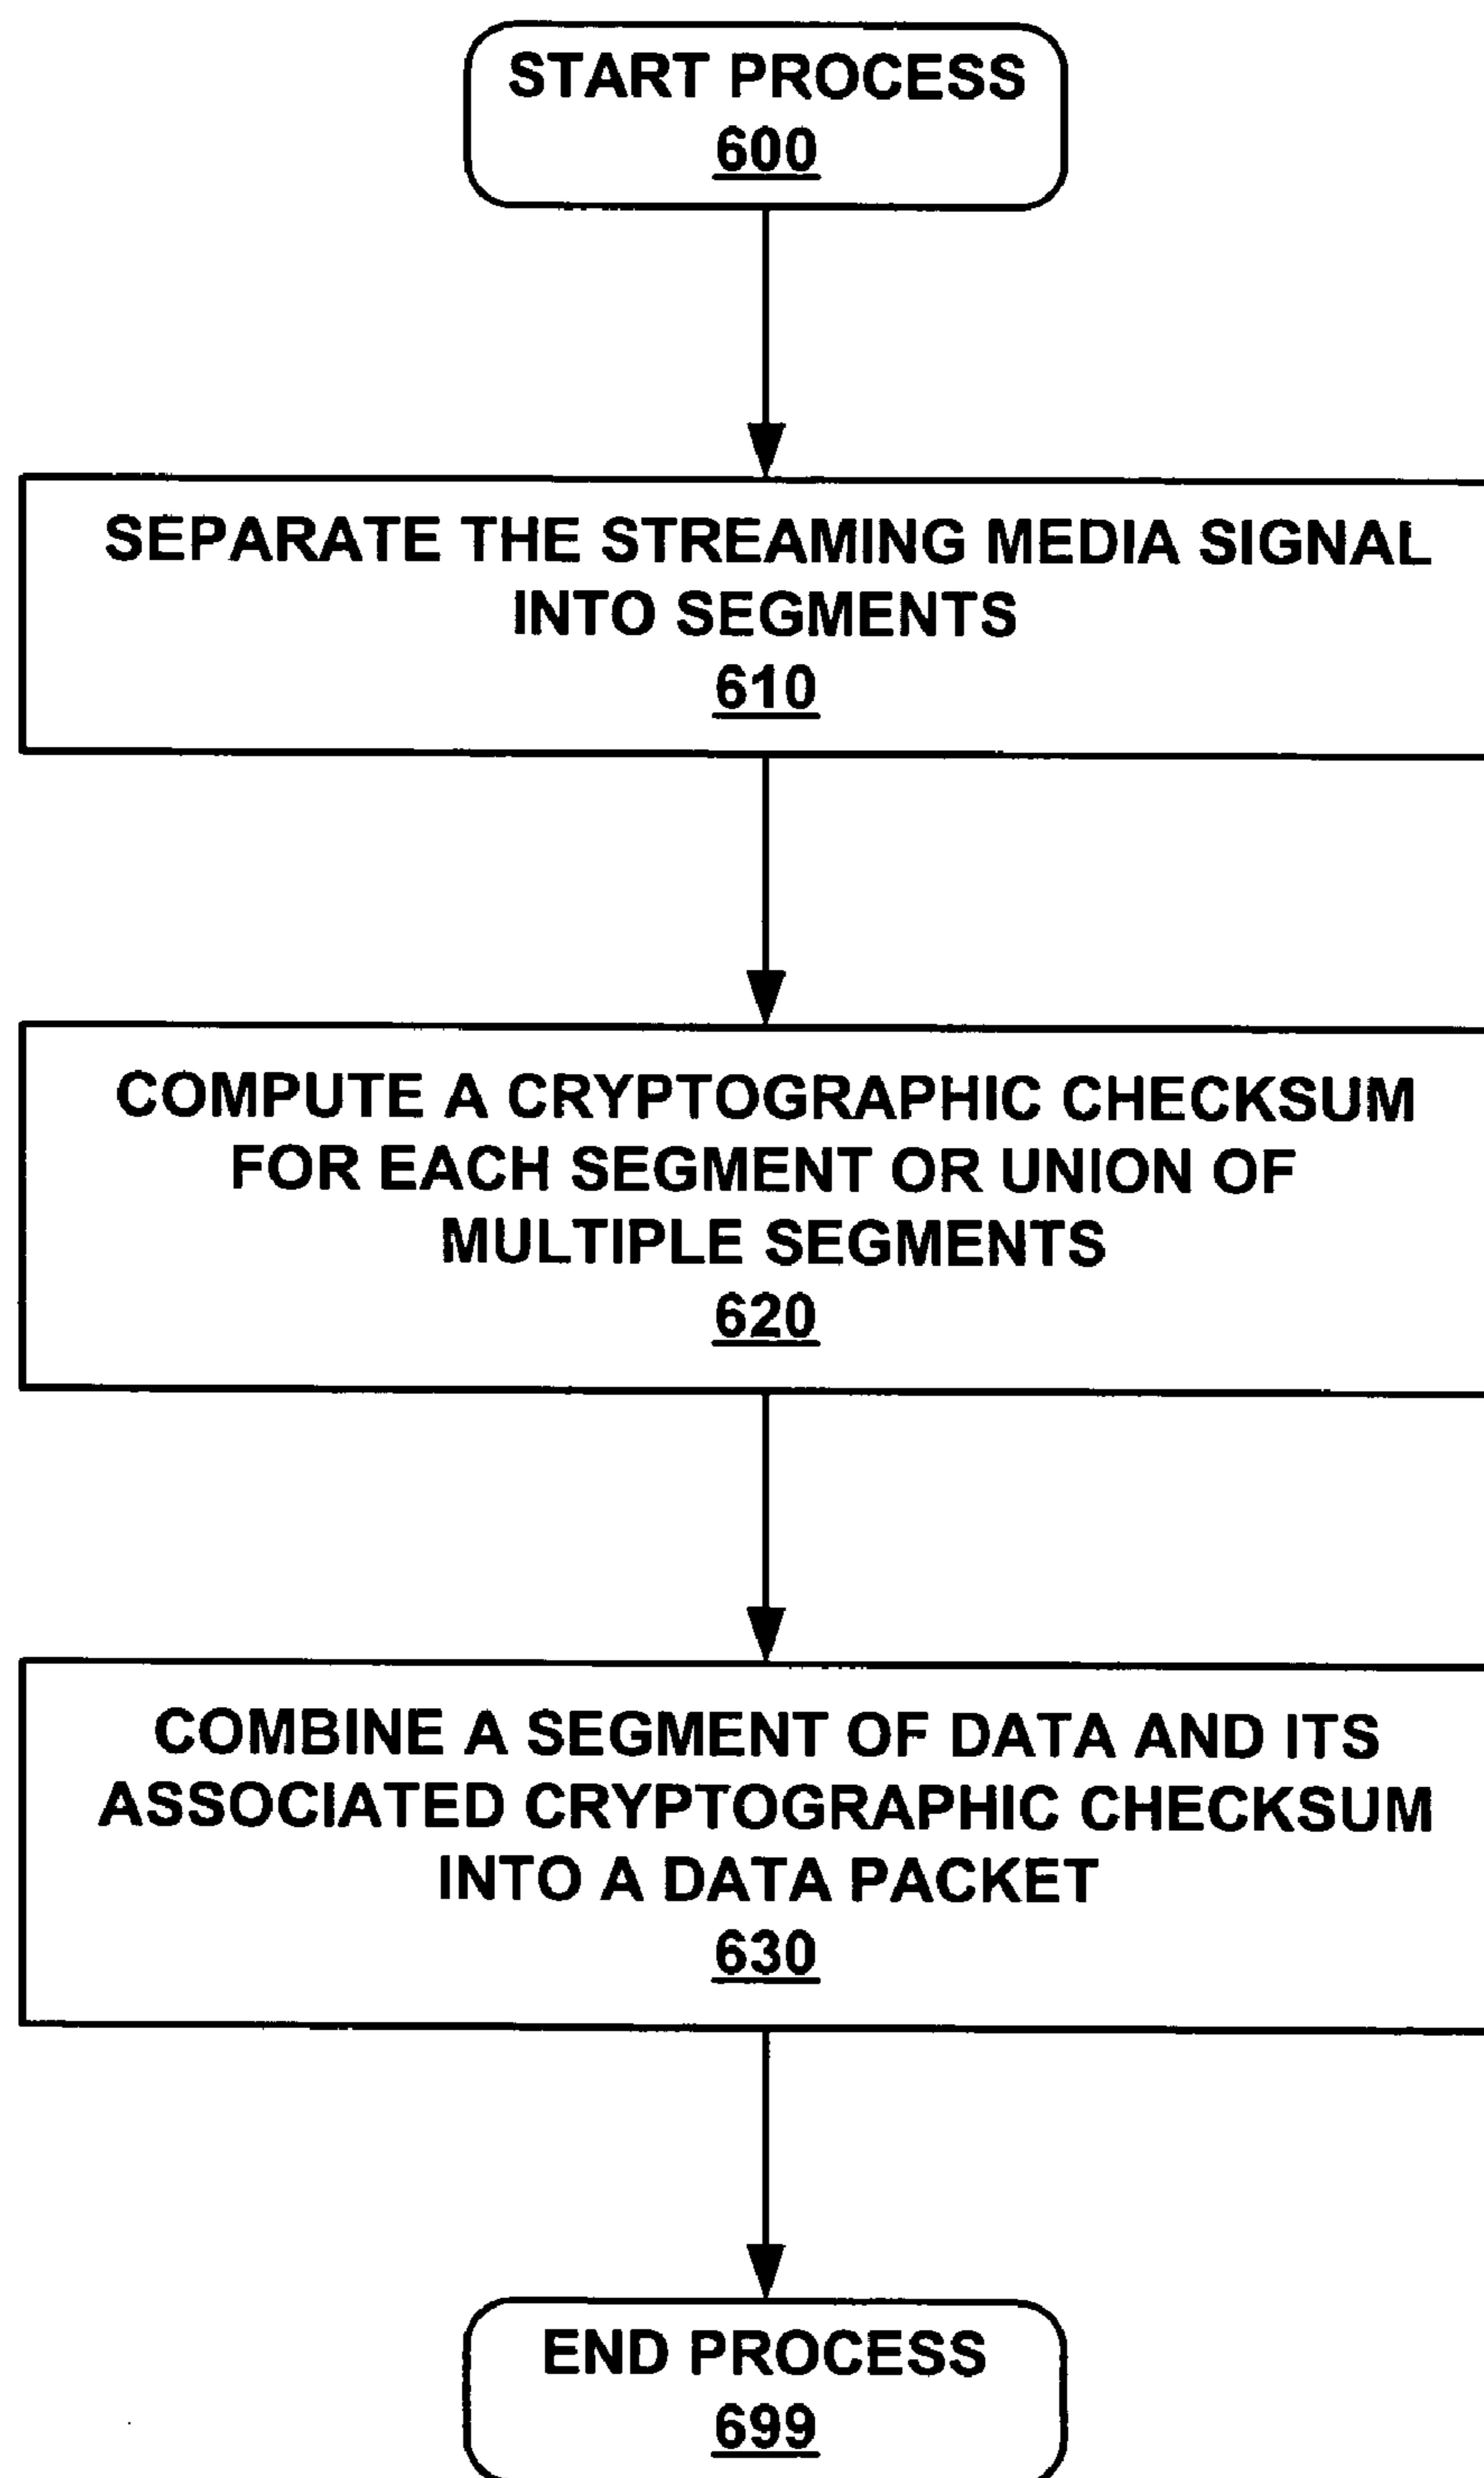 START PROCESS
600
SEPARATE THE STREAMING MEDIA SIGNAL
INTO SEGMENTS
610
COMPUTE A CRYPTOGRAPHIC CHECKSUM
FOR EACH SEGMENT OR UNION OF
MULTIPLE SEGMENTS
620
COMBINE A SEGMENT OF DATA AND ITS
ASSOCIATED CRYPTOGRAPHIC CHECKSUM
INTO A DATA PACKET
630
END PROCESS
699